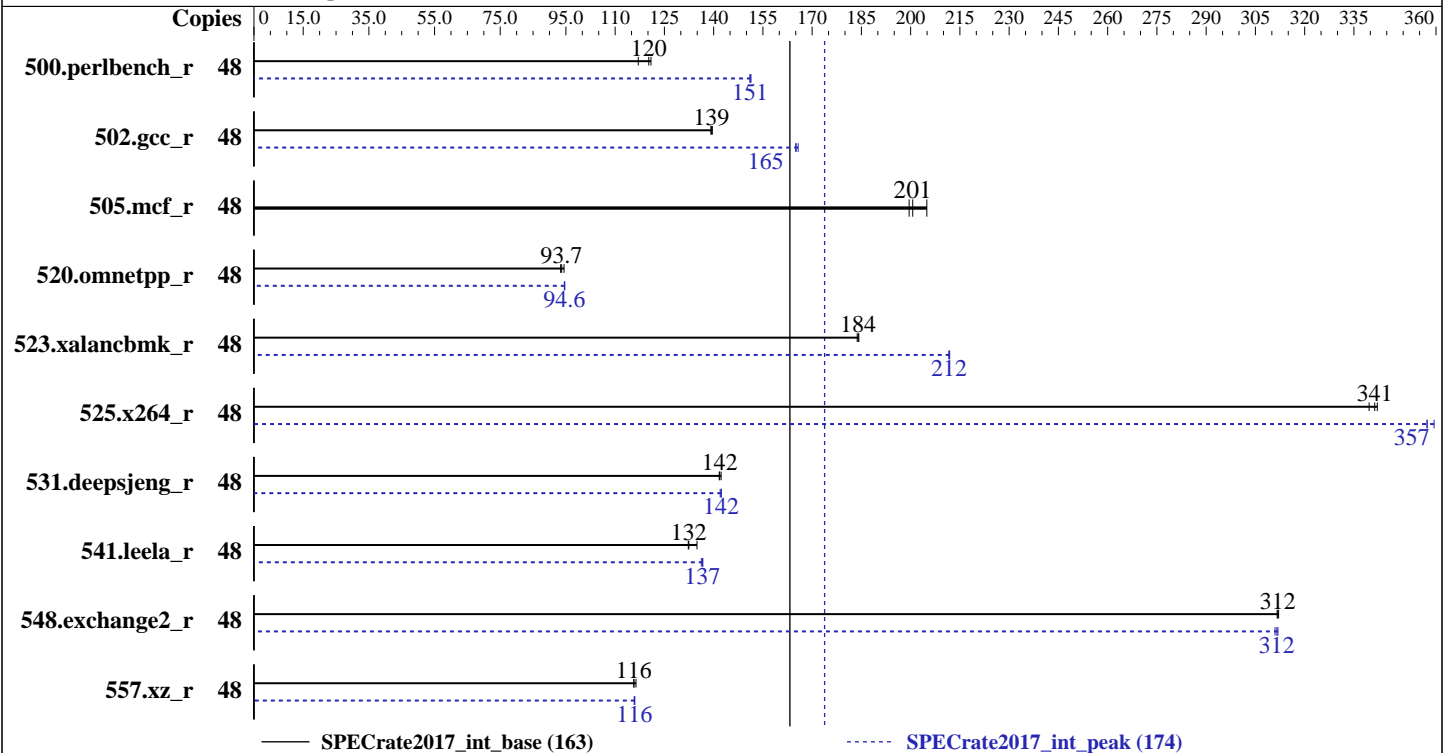 Copies 0 15.0 35.0 55.0 75.0 95.0 110 125 140 155 170 185 200 215 230 245 260 275 290 305 320 335 360
500.perlbench_r 48 120
151
502.gcc_r 48 139
165
505.mcf_r 48 201
520.omnetpp_r 48 93.7
94.6
523.xalancbmk_r 48 184
212
525.x264_r 48 341
357
531.deepsjeng_r 48 142
142
541.leela_r 48 132
137
548.exchange2_r 48 312
312
557.xz_r 48 116
116
SPECrate2017_int_base (163) SPECrate2017_int_peak (174)